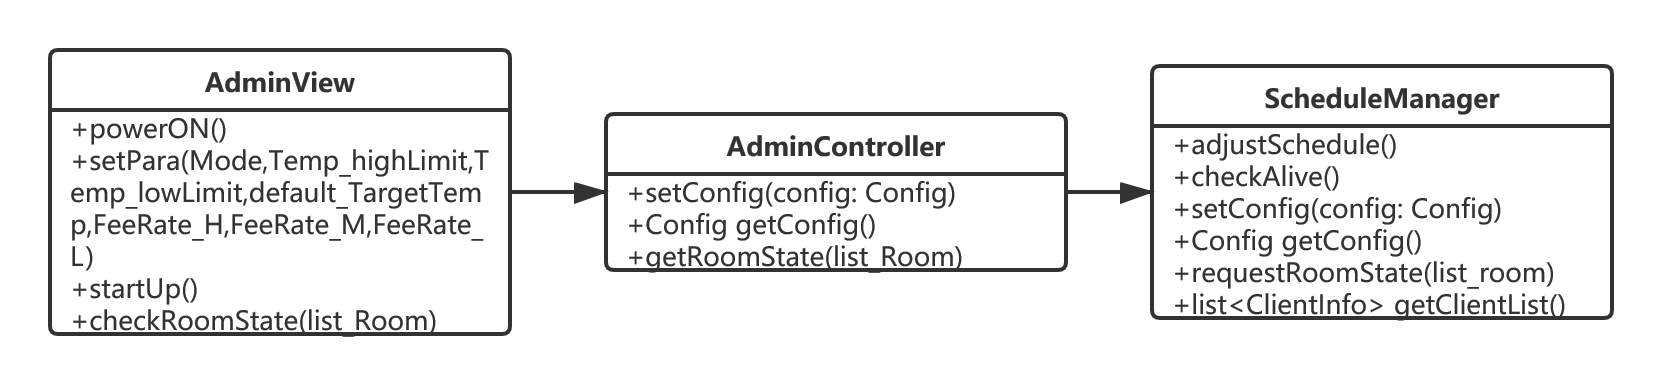 AdminView
+powerON()
+setPara(Mode,Temp_highLimit,T
emp_lowLimit,default_TargetTem
p,FeeRate_H,FeeRate_M,FeeRate_
L)
+startUp()
+checkRoomState(list_Room)
AdminController
+setConfig(config: Config)
+Config getConfig()
+getRoomState(list_Room)
ScheduleManager
+adjustSchedule()
+checkAlive()
+setConfig(config: Config)
+Config getConfig()
+requestRoomState(list_room)
+list<ClientInfo> getClientList()